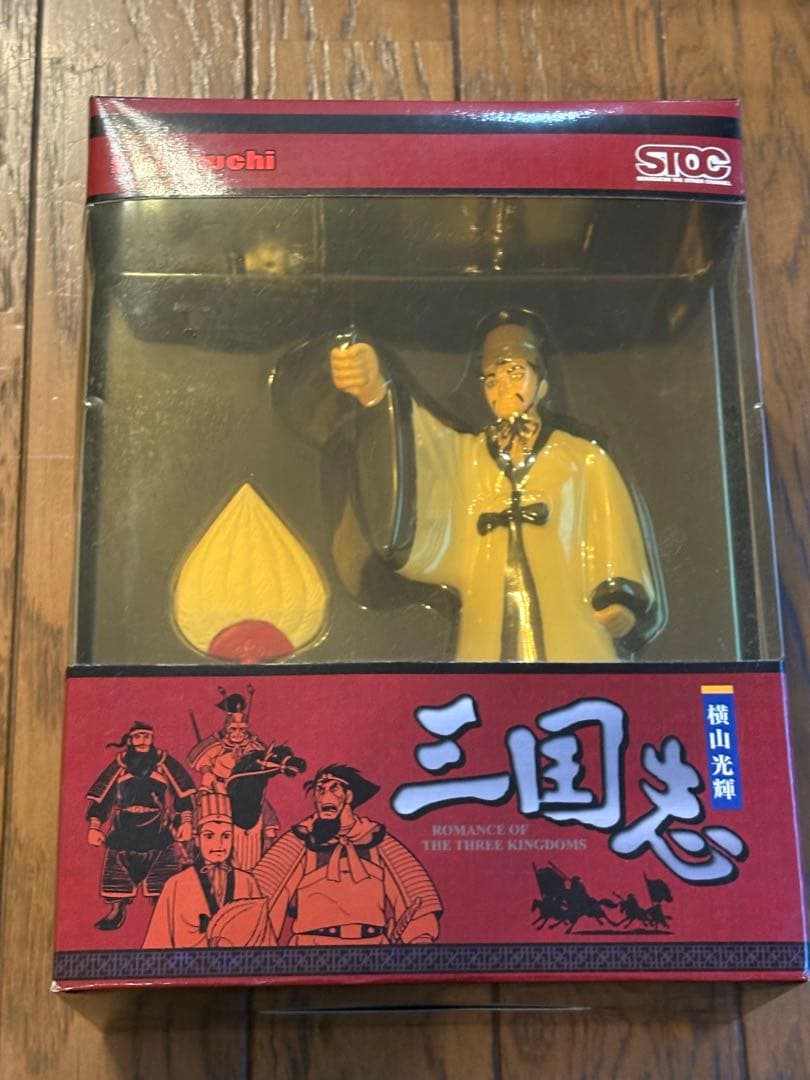 STOC
三国志
横山光輝
ROMANCE OF
THE THREE KINGDOMS